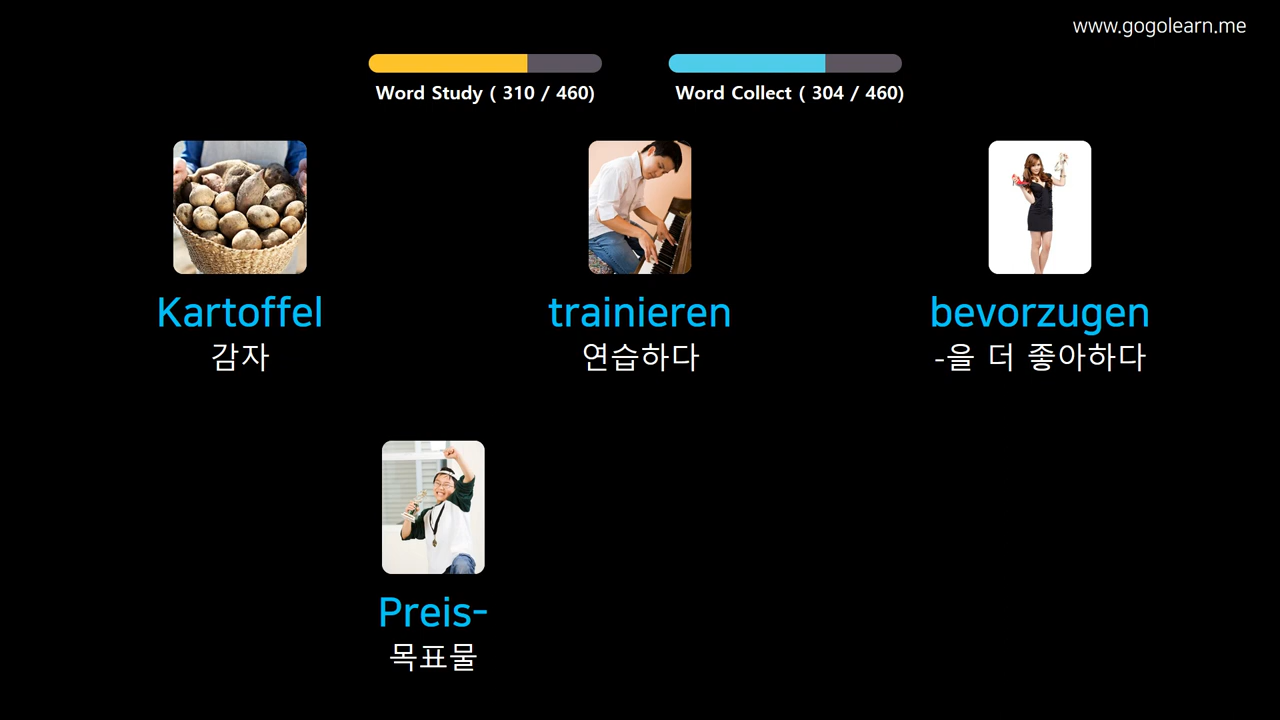 www.gogolearn.me
Word Study ( 310 / 460)
Word Collect ( 304 / 460)
Kartoffel
감자
trainieren
연습하다
bevorzugen
-을 더 좋아하다
Preis-
목표물